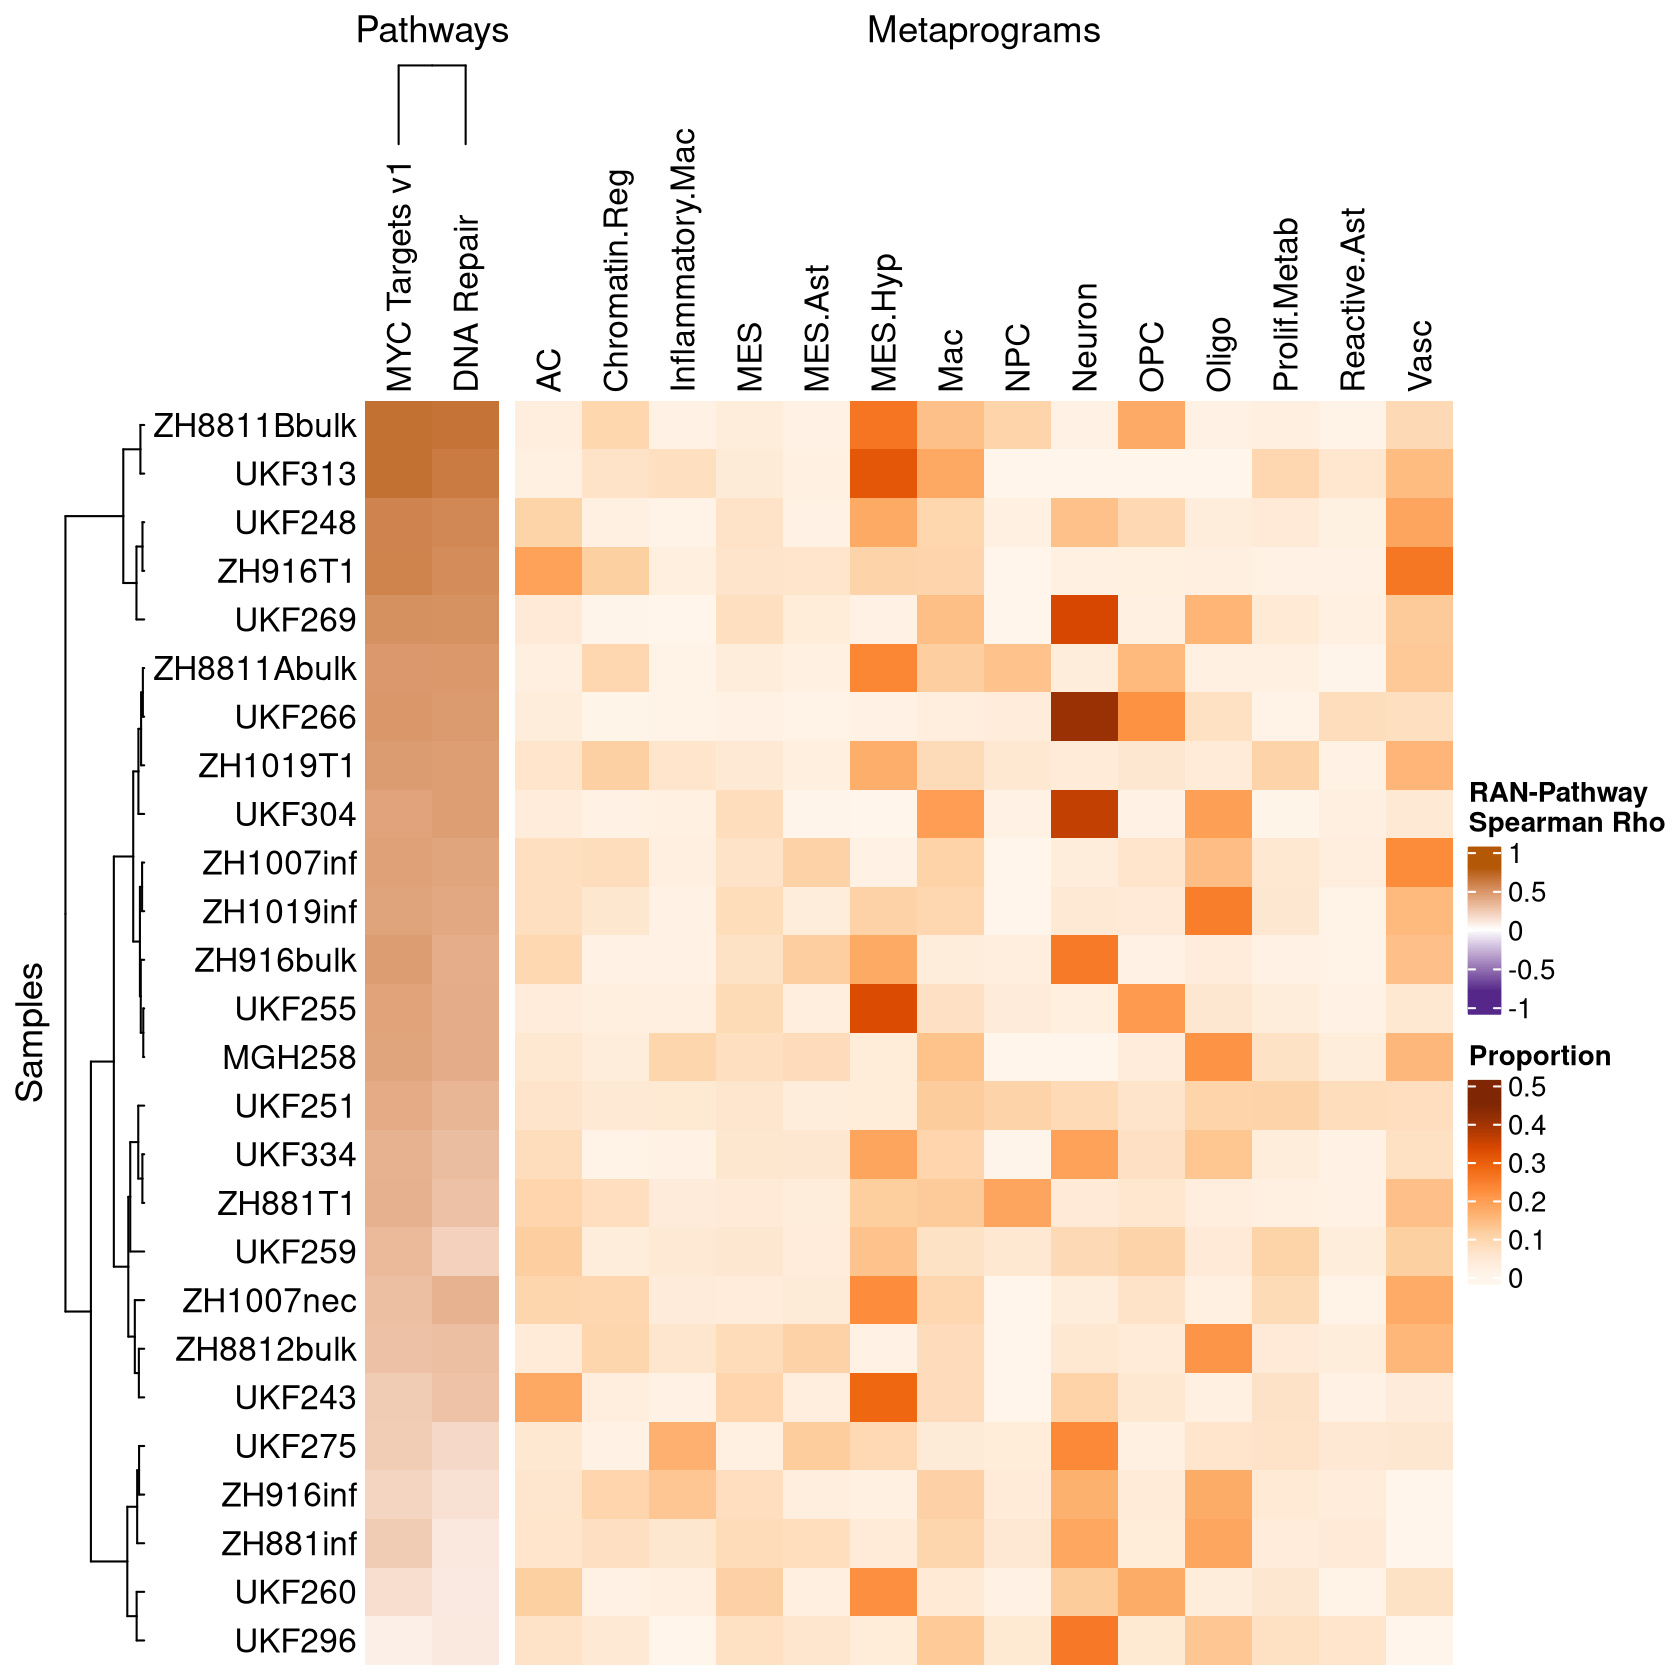 Pathways
Metaprograms
MYC Targets v1
DNA Repair
AC
Chromatin.Reg
Inflammatory.Mac
MES
MES.Ast
MES.Hyp
Mac
NPC
Neuron
OPC
Oligo
Prolif.Metab
Reactive.Ast
Vasc
Samples
ZH8811Bbulk
UKF313
UKF248
ZH916T1
UKF269
ZH8811Abulk
UKF266
ZH1019T1
UKF304
ZH1007inf
ZH1019inf
ZH916bulk
UKF255
MGH258
UKF251
UKF334
ZH881T1
UKF259
ZH1007nec
ZH8812bulk
UKF243
UKF275
ZH916inf
ZH881inf
UKF260
UKF296
RAN-Pathway
Spearman Rho
1
0.5
0
-0.5
-1
Proportion
0.5
0.4
0.3
0.2
0.1
0